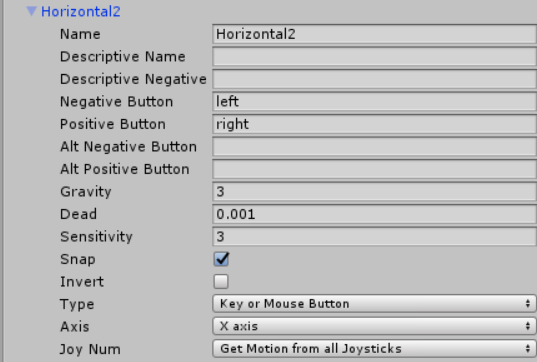 Horizontal2
Name Horizontal2
Descriptive Name
Descriptive Negative
Negative Button left
Positive Button right
Alt Negative Button
Alt Positive Button
Gravity 3
Dead 0.001
Sensitivity 3
Snap
Invert
Type Key or Mouse Button
Axis X axis
Joy Num Get Motion from all Joysticks